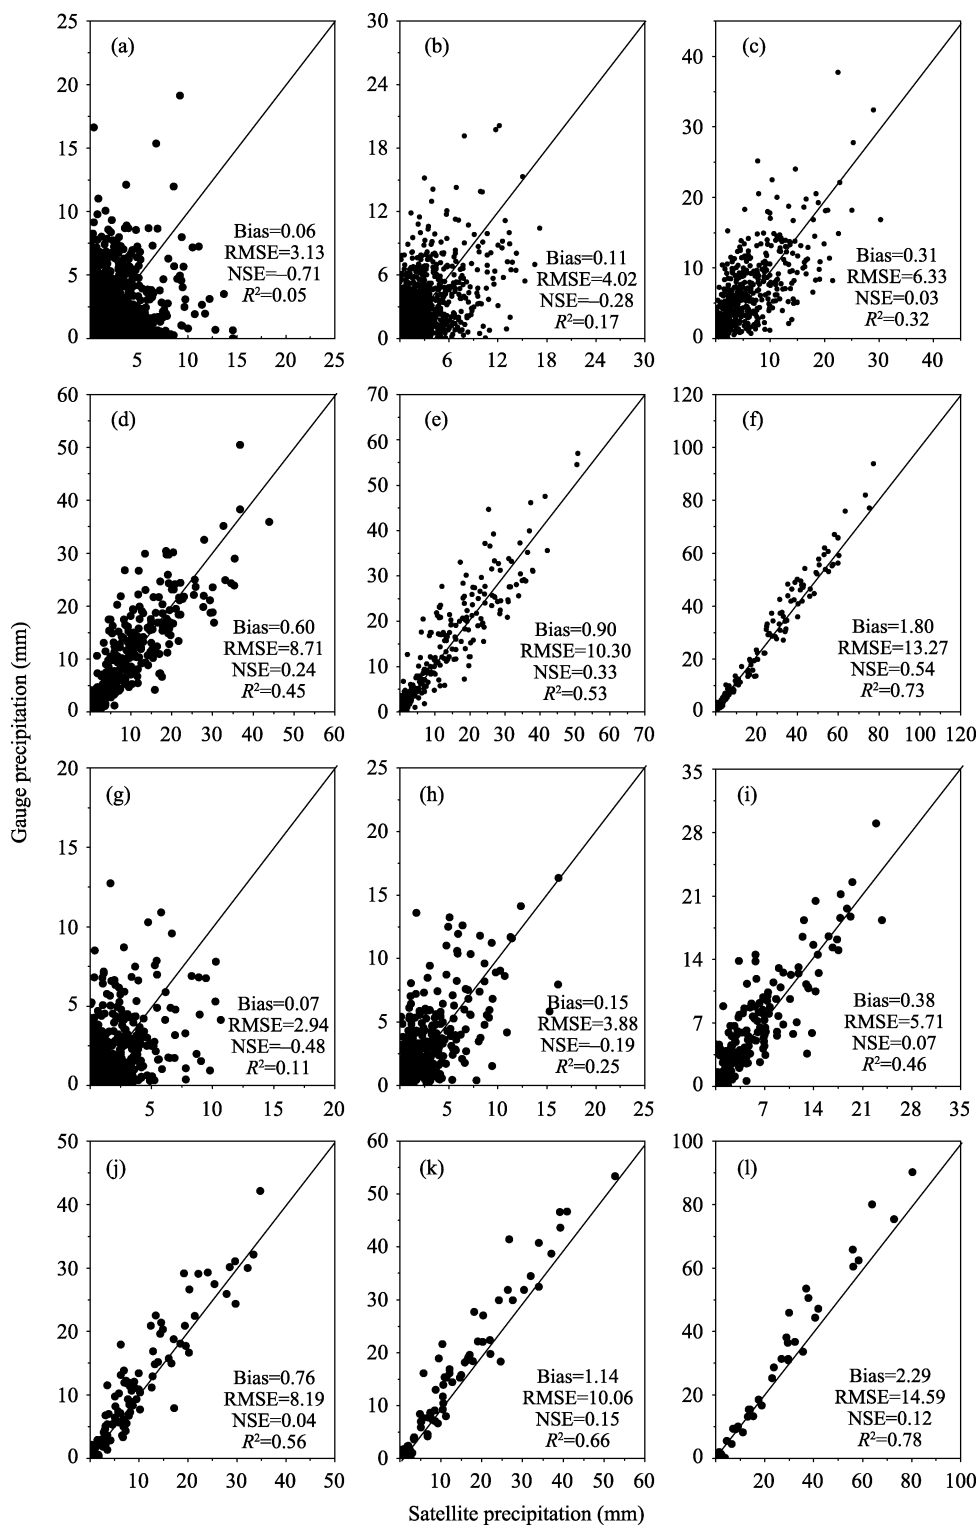 (a)
25
20
15
10
5
0
5 10 15 20 25
Bias=0.06
RMSE=3.13
NSE=–0.71
R²=0.05
(b)
30
24
18
12
6
0
6 12 18 24 30
Bias=0.11
RMSE=4.02
NSE=–0.28
R²=0.17
(c)
40
30
20
10
0
10 20 30 40
Bias=0.31
RMSE=6.33
NSE=0.03
R²=0.32
(d)
60
50
40
30
20
10
0
10 20 30 40 50 60
Bias=0.60
RMSE=8.71
NSE=0.24
R²=0.45
(e)
70
60
50
40
30
20
10
0
10 20 30 40 50 60 70
Bias=0.90
RMSE=10.30
NSE=0.33
R²=0.53
(f)
120
100
80
60
40
20
0
20 40 60 80 100 120
Bias=1.80
RMSE=13.27
NSE=0.54
R²=0.73
Gauge precipitation (mm)
(g)
20
15
10
5
0
5 10 15 20
Bias=0.07
RMSE=2.94
NSE=–0.48
R²=0.11
(h)
25
20
15
10
5
0
5 10 15 20 25
Bias=0.15
RMSE=3.88
NSE=–0.19
R²=0.25
(i)
35
28
21
14
7
0
7 14 21 28 35
Bias=0.38
RMSE=5.71
NSE=0.07
R²=0.46
(j)
50
40
30
20
10
0
10 20 30 40 50
Bias=0.76
RMSE=8.19
NSE=0.04
R²=0.56
(k)
60
50
40
30
20
10
0
10 20 30 40 50 60
Bias=1.14
RMSE=10.06
NSE=0.15
R²=0.66
(l)
100
80
60
40
20
0
20 40 60 80 100
Bias=2.29
RMSE=14.59
NSE=0.12
R²=0.78
Satellite precipitation (mm)